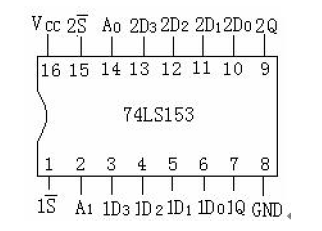 Vcc 2S̅ A₀ 2D₃ 2D₂ 2D₁ 2D₀ 2Q
16 15 14 13 12 11 10 9
74LS153
1 2 3 4 5 6 7 8
1S̅ A₁ 1D₃ 1D₂ 1D₁ 1D₀ 1Q GND